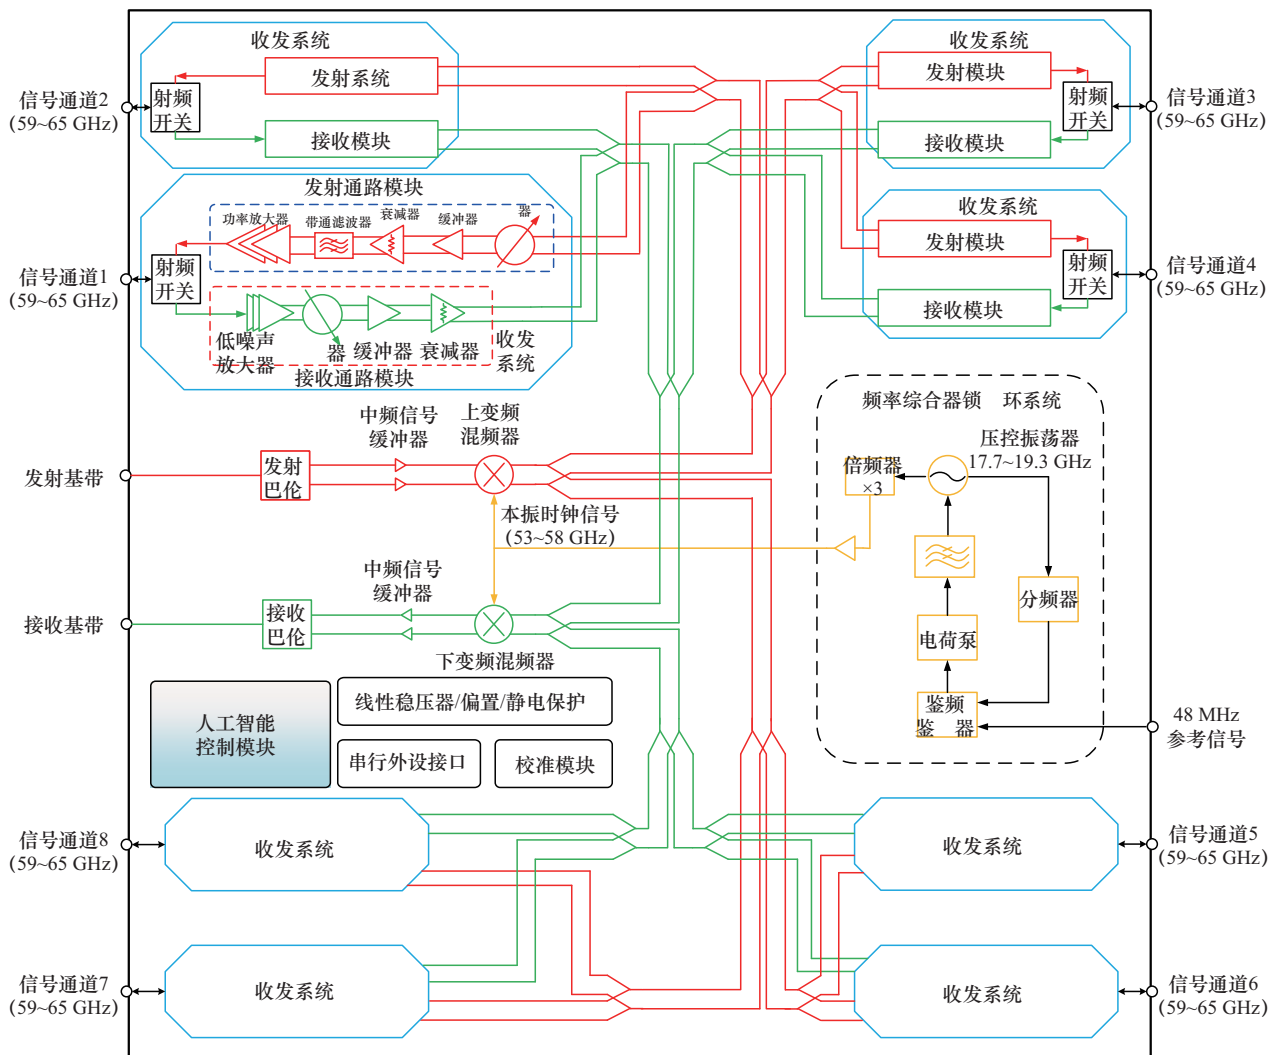 收发系统
发射系统
射频
开关
接收模块
信号通道2
(59~65 GHz)
收发系统
发射模块
射频
开关
接收模块
信号通道3
(59~65 GHz)
发射通路模块
功率放大器
带通滤波器
衰减器
缓冲器
器
射频
开关
信号通道1
(59~65 GHz)
低噪声
放大器
器
缓冲器
衰减器
收发
系统
接收通路模块
收发系统
发射模块
射频
开关
接收模块
信号通道4
(59~65 GHz)
中频信号
缓冲器
上变频
混频器
发射基带
发射
巴伦
本振时钟信号
(53~58 GHz)
频率综合器锁 环系统
压控振荡器
17.7~19.3 GHz
倍频器
×3
分频器
电荷泵
鉴频
鉴 器
48 MHz
参考信号
中频信号
缓冲器
接收基带
接收
巴伦
下变频混频器
人工智能
控制模块
线性稳压器/偏置/静电保护
串行外设接口
校准模块
信号通道8
(59~65 GHz)
收发系统
收发系统
信号通道5
(59~65 GHz)
信号通道7
(59~65 GHz)
收发系统
收发系统
信号通道6
(59~65 GHz)